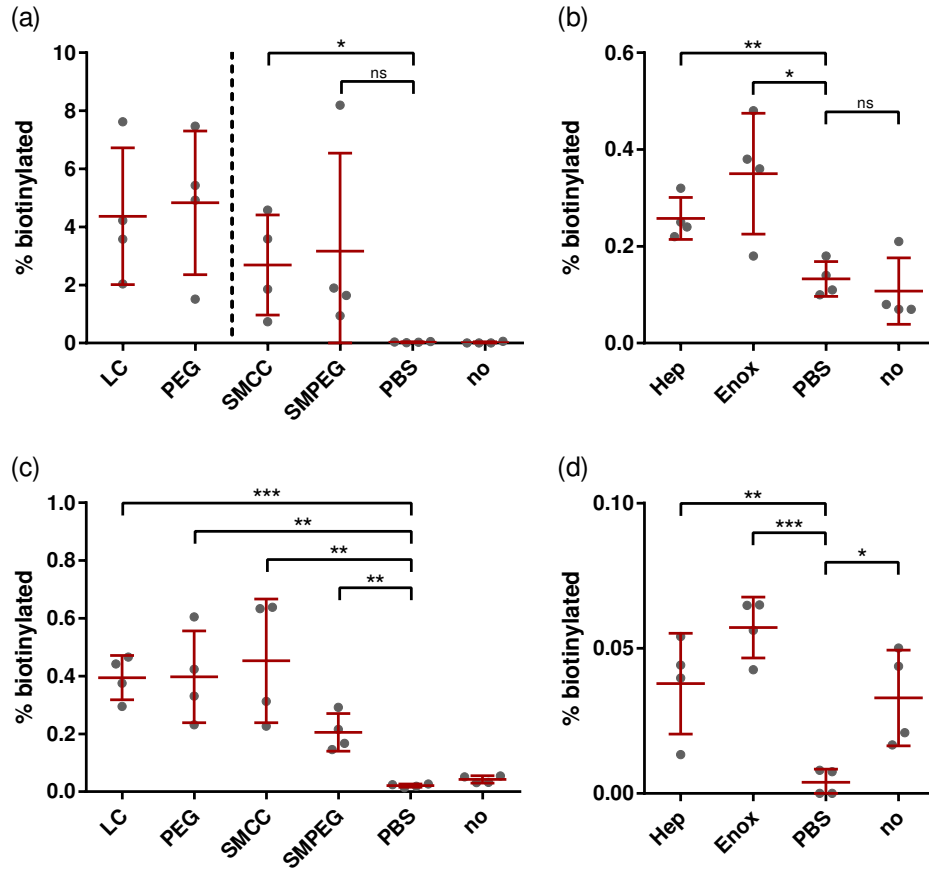 (a)
% biotinylated
10
8
6
4
2
0
*
ns
LC
PEG
SMCC
SMPEG
PBS
no
(b)
% biotinylated
0.6
0.4
0.2
0.0
**
*
ns
Hep
Enox
PBS
no
(c)
% biotinylated
1.0
0.8
0.6
0.4
0.2
0.0
***
**
**
**
LC
PEG
SMCC
SMPEG
PBS
no
(d)
% biotinylated
0.10
0.05
0.00
**
***
*
Hep
Enox
PBS
no